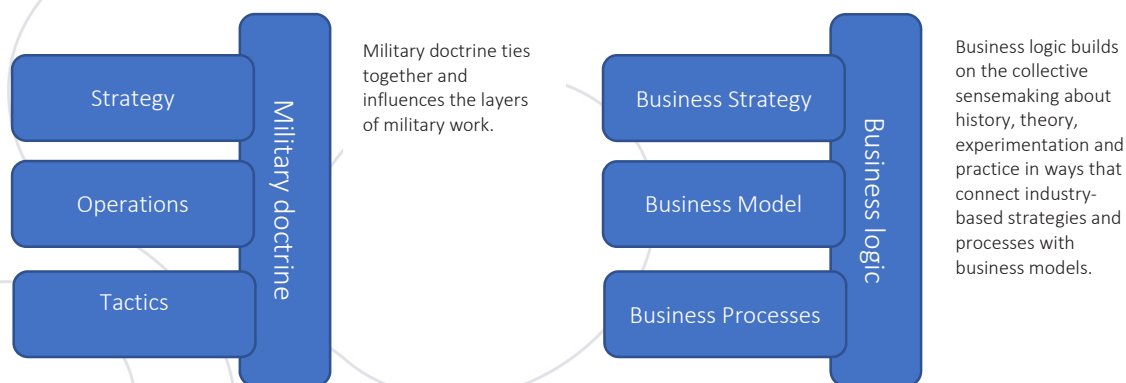 Strategy
Operations
Tactics
Military doctrine
Military doctrine ties
together and
influences the layers
of military work.
Business Strategy
Business Model
Business Processes
Business logic
Business logic builds
on the collective
sensemaking about
history, theory,
experimentation and
practice in ways that
connect industry-
based strategies and
processes with
business models.